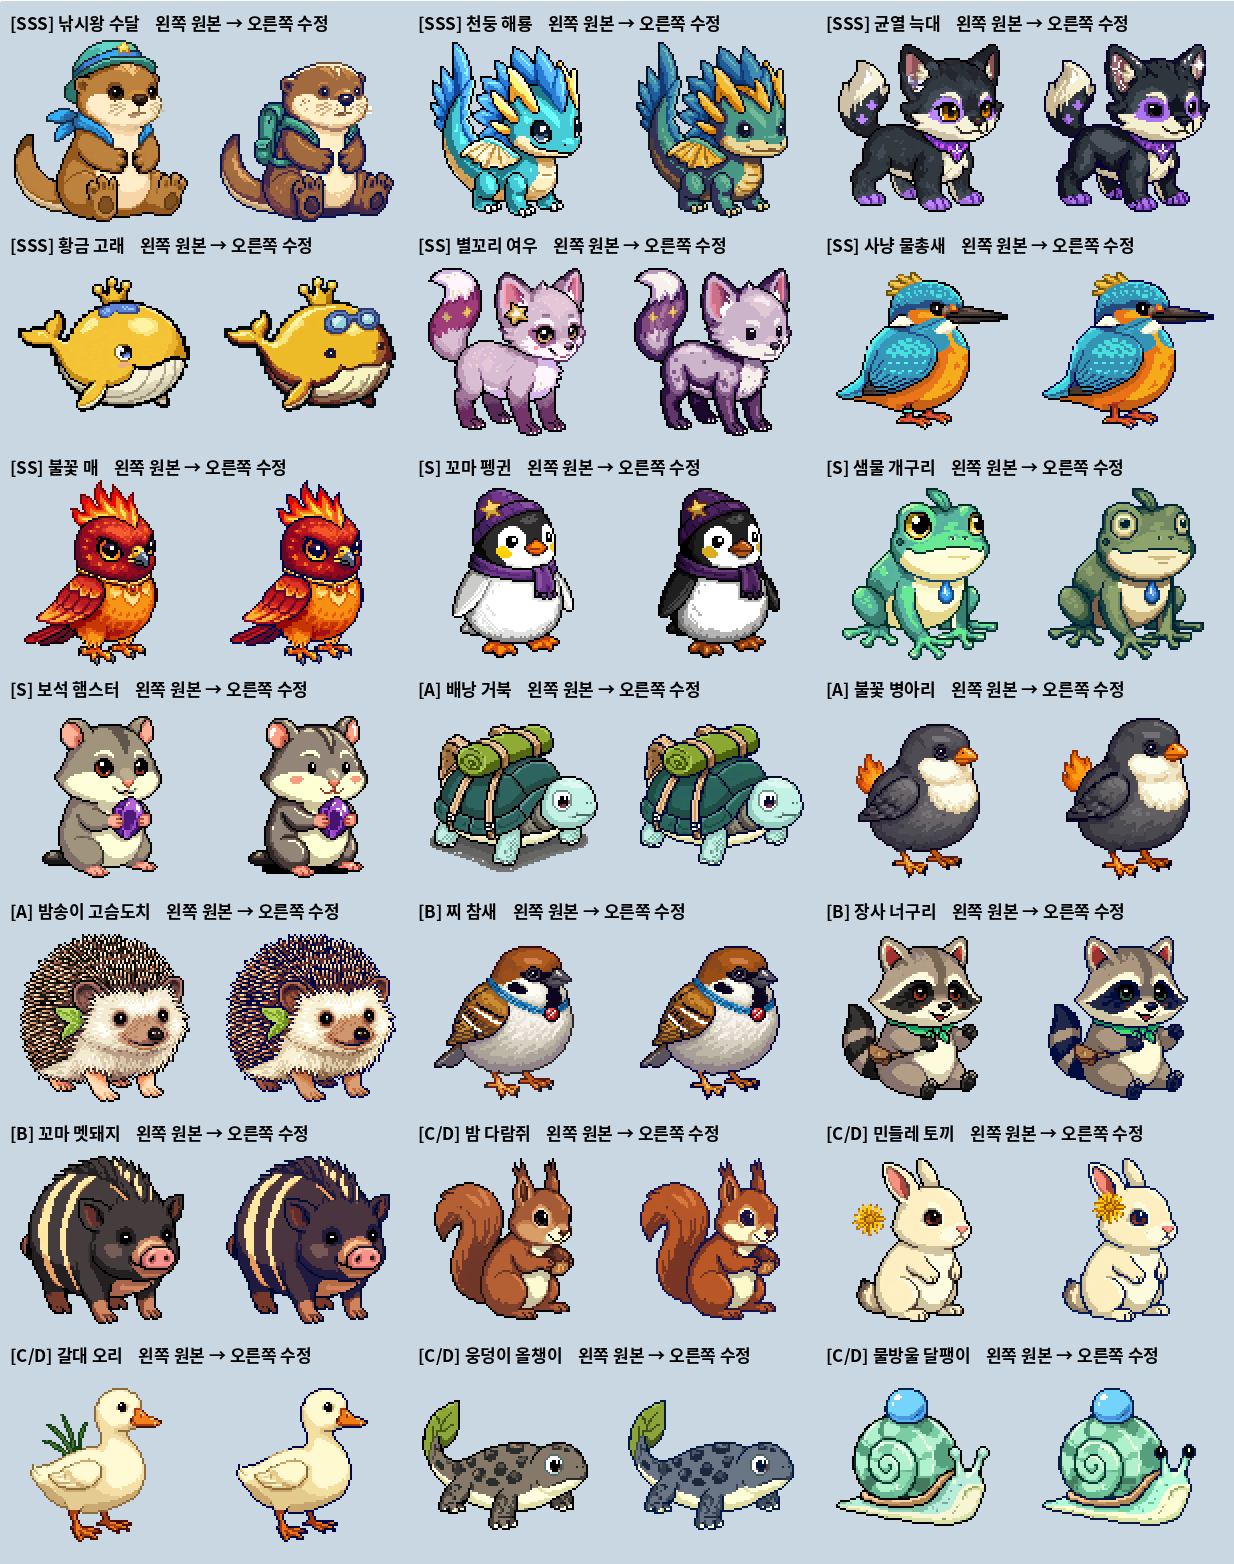 [SSS] 낚시왕 수달 왼쪽 원본 → 오른쪽 수정
[SSS] 천둥 해룡 왼쪽 원본 → 오른쪽 수정
[SSS] 균열 늑대 왼쪽 원본 → 오른쪽 수정
[SSS] 황금 고래 왼쪽 원본 → 오른쪽 수정
[SS] 별꼬리 여우 왼쪽 원본 → 오른쪽 수정
[SS] 사냥 물총새 왼쪽 원본 → 오른쪽 수정
[SS] 불꽃 매 왼쪽 원본 → 오른쪽 수정
[S] 꼬마 펭귄 왼쪽 원본 → 오른쪽 수정
[S] 샘물 개구리 왼쪽 원본 → 오른쪽 수정
[S] 보석 햄스터 왼쪽 원본 → 오른쪽 수정
[A] 배낭 거북 왼쪽 원본 → 오른쪽 수정
[A] 불꽃 병아리 왼쪽 원본 → 오른쪽 수정
[A] 밤송이 고슴도치 왼쪽 원본 → 오른쪽 수정
[B] 찌 참새 왼쪽 원본 → 오른쪽 수정
[B] 장사 너구리 왼쪽 원본 → 오른쪽 수정
[B] 꼬마 멧돼지 왼쪽 원본 → 오른쪽 수정
[C/D] 밤 다람쥐 왼쪽 원본 → 오른쪽 수정
[C/D] 민들레 토끼 왼쪽 원본 → 오른쪽 수정
[C/D] 갈대 오리 왼쪽 원본 → 오른쪽 수정
[C/D] 웅덩이 올챙이 왼쪽 원본 → 오른쪽 수정
[C/D] 물방울 달팽이 왼쪽 원본 → 오른쪽 수정